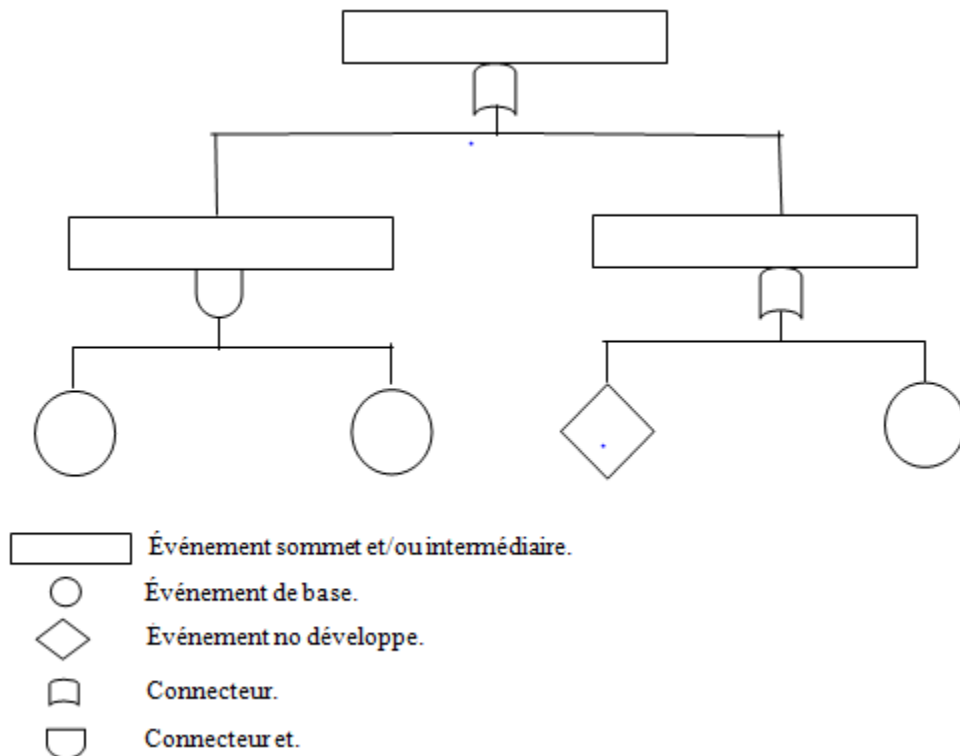 Événement sommet et/ou intermédiaire.
Événement de base.
Événement no développe.
Connecteur.
Connecteur et.